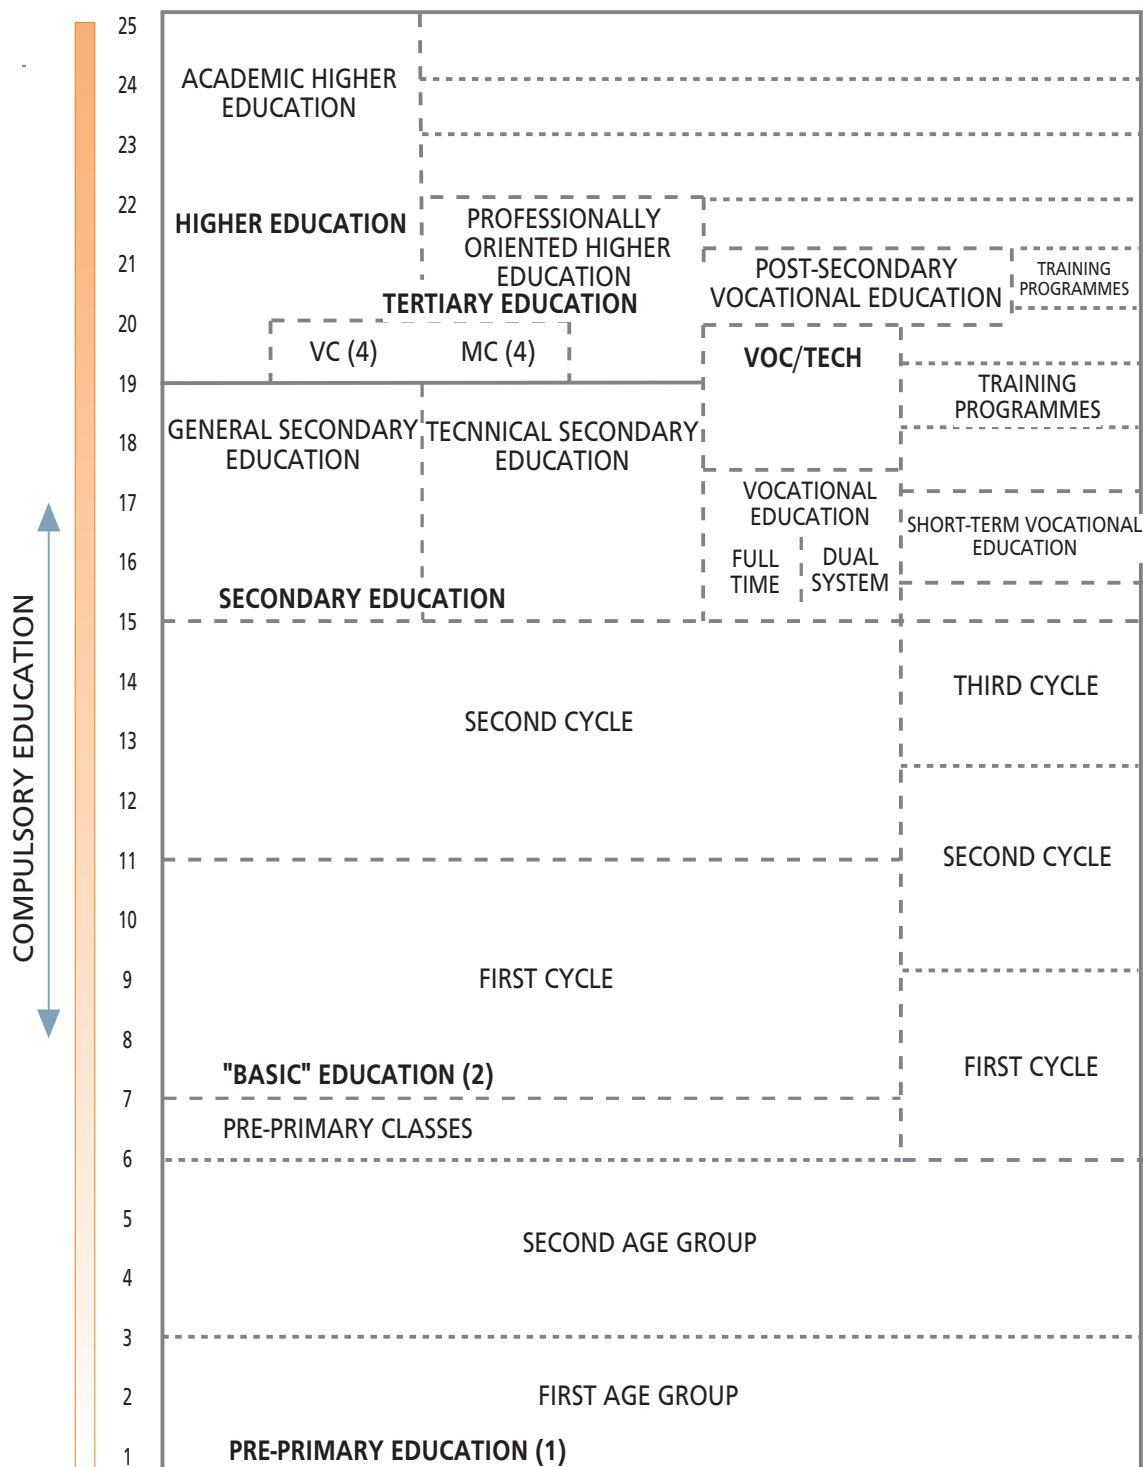 25
24
23
22
21
20
19
18
17
16
15
14
13
12
11
10
9
8
7
6
5
4
3
2
1
COMPULSORY EDUCATION
ACADEMIC HIGHER
EDUCATION
HIGHER EDUCATION
PROFESSIONALLY
ORIENTED HIGHER
EDUCATION
TERTIARY EDUCATION
POST-SECONDARY
VOCATIONAL EDUCATION
TRAINING
PROGRAMMES
VC (4)
MC (4)
VOC/TECH
TRAINING
PROGRAMMES
GENERAL SECONDARY
EDUCATION
TECNNICAL SECONDARY
EDUCATION
VOCATIONAL
EDUCATION
FULL
TIME
DUAL
SYSTEM
SHORT-TERM VOCATIONAL
EDUCATION
SECONDARY EDUCATION
SECOND CYCLE
THIRD CYCLE
SECOND CYCLE
FIRST CYCLE
FIRST CYCLE
"BASIC" EDUCATION (2)
PRE-PRIMARY CLASSES
SECOND AGE GROUP
FIRST AGE GROUP
PRE-PRIMARY EDUCATION (1)